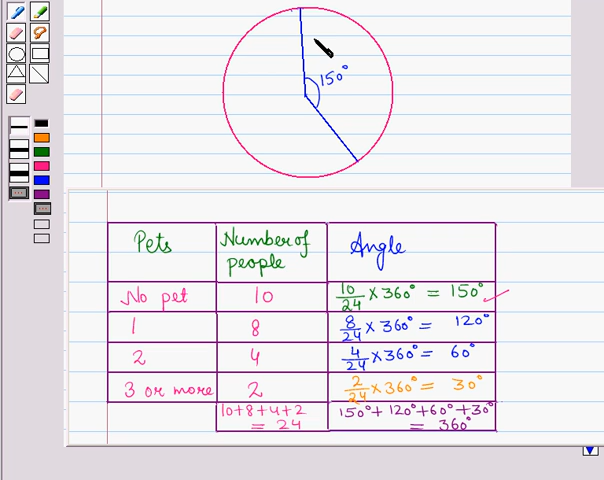 150°
Pets Number of people Angle
No pet 10 10/24 × 360° = 150°
1 8 8/24 × 360° = 120°
2 4 4/24 × 360° = 60°
3 or more 2 2/24 × 360° = 30°
10+8+4+2 = 24 150° + 120° + 60° + 30° = 360°